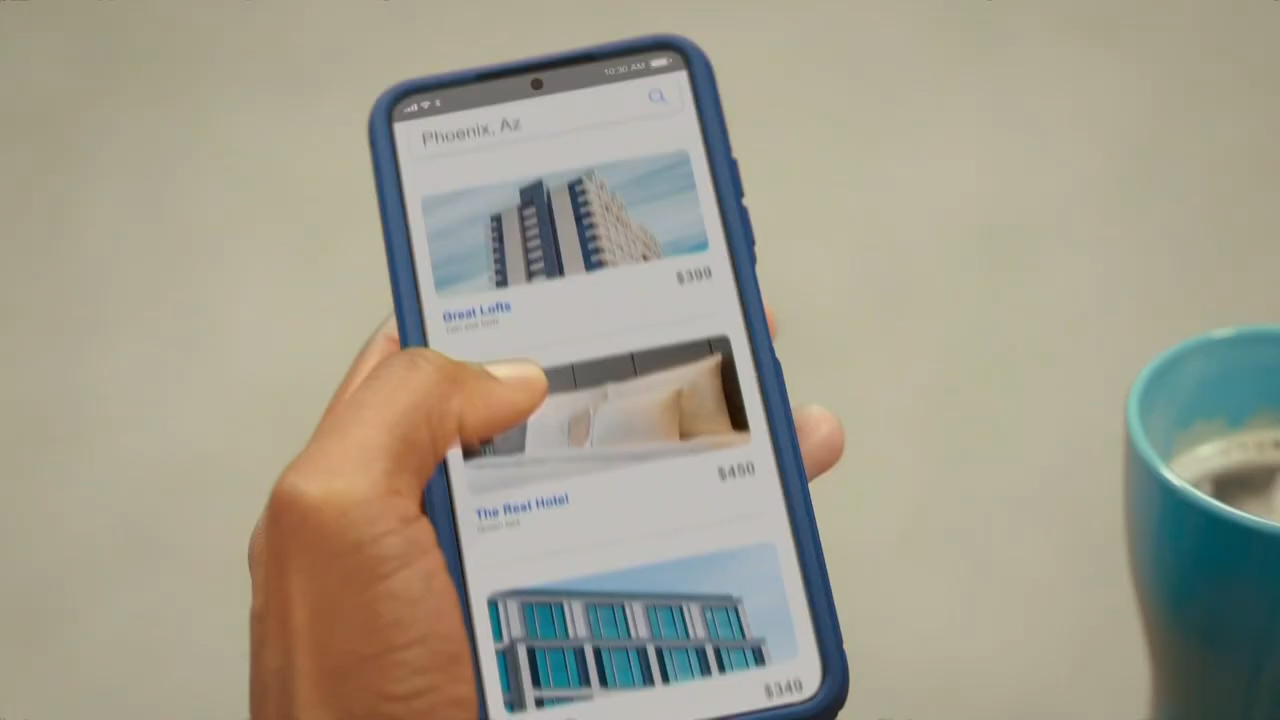 10:30 AM
Phoenix, Az
$399
Great Lofts
$450
The Rest Hotel
$349